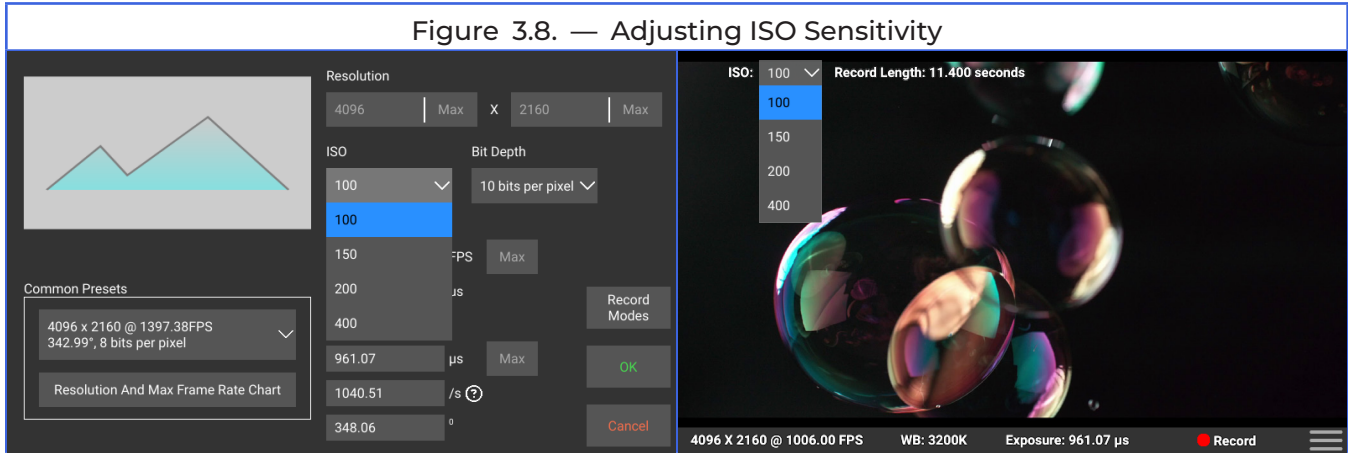 Figure 3.8. — Adjusting ISO Sensitivity
Resolution
4096 Max X 2160 Max
ISO Bit Depth
100 10 bits per pixel
100
150
FPS Max
200
µs
400
961.07 µs Max
1040.51 /s ?
348.06 °
Common Presets
4096 x 2160 @ 1397.38FPS
342.99°, 8 bits per pixel
Resolution And Max Frame Rate Chart
Record
Modes
OK
Cancel
ISO: 100 Record Length: 11.400 seconds
100
150
200
400
4096 X 2160 @ 1006.00 FPS WB: 3200K Exposure: 961.07 µs Record